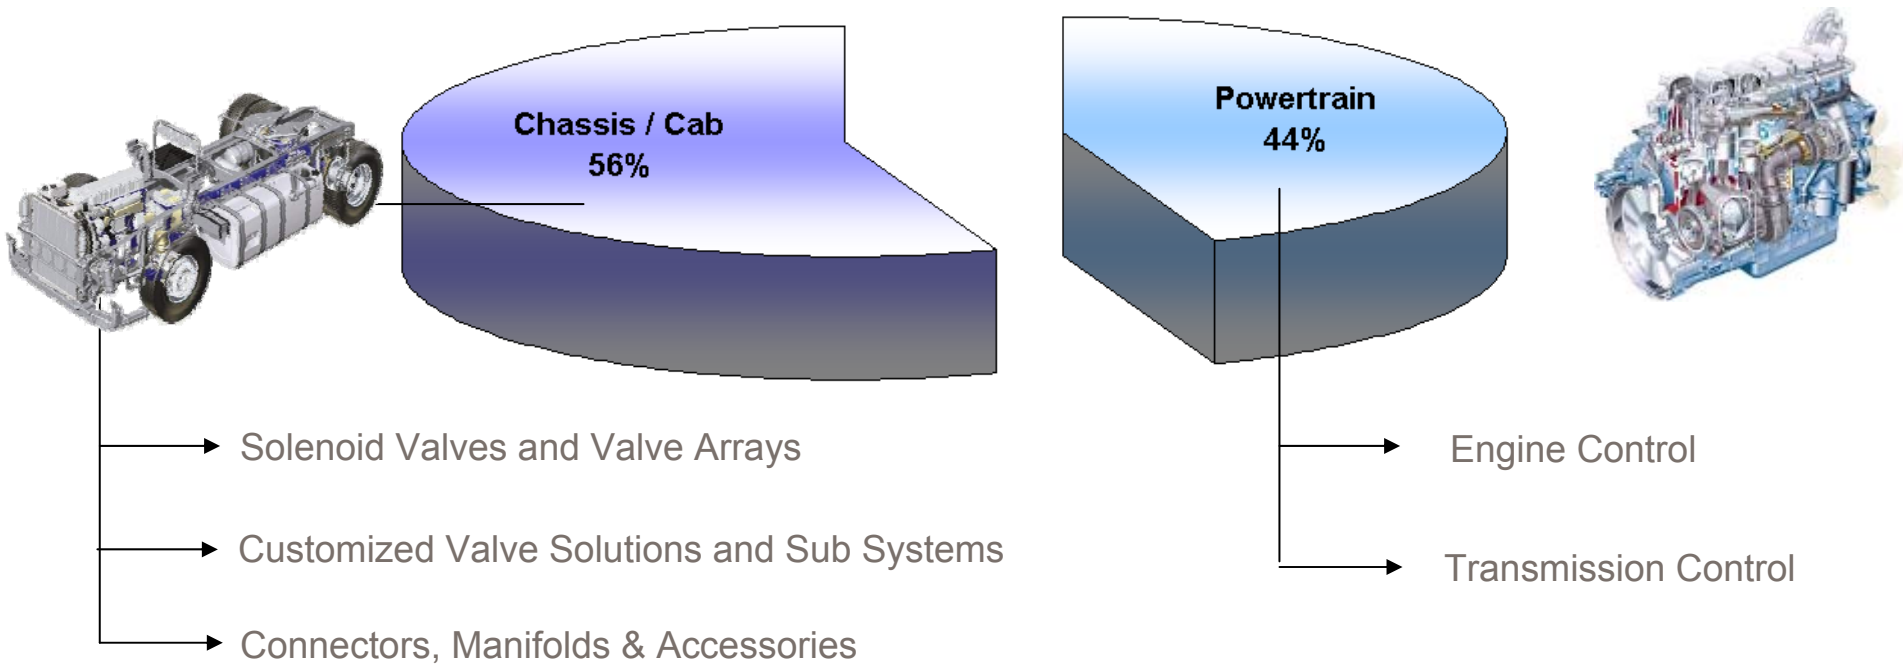 Chassis / Cab
56%
Powertrain
44%
Solenoid Valves and Valve Arrays
Customized Valve Solutions and Sub Systems
Connectors, Manifolds & Accessories
Engine Control
Transmission Control